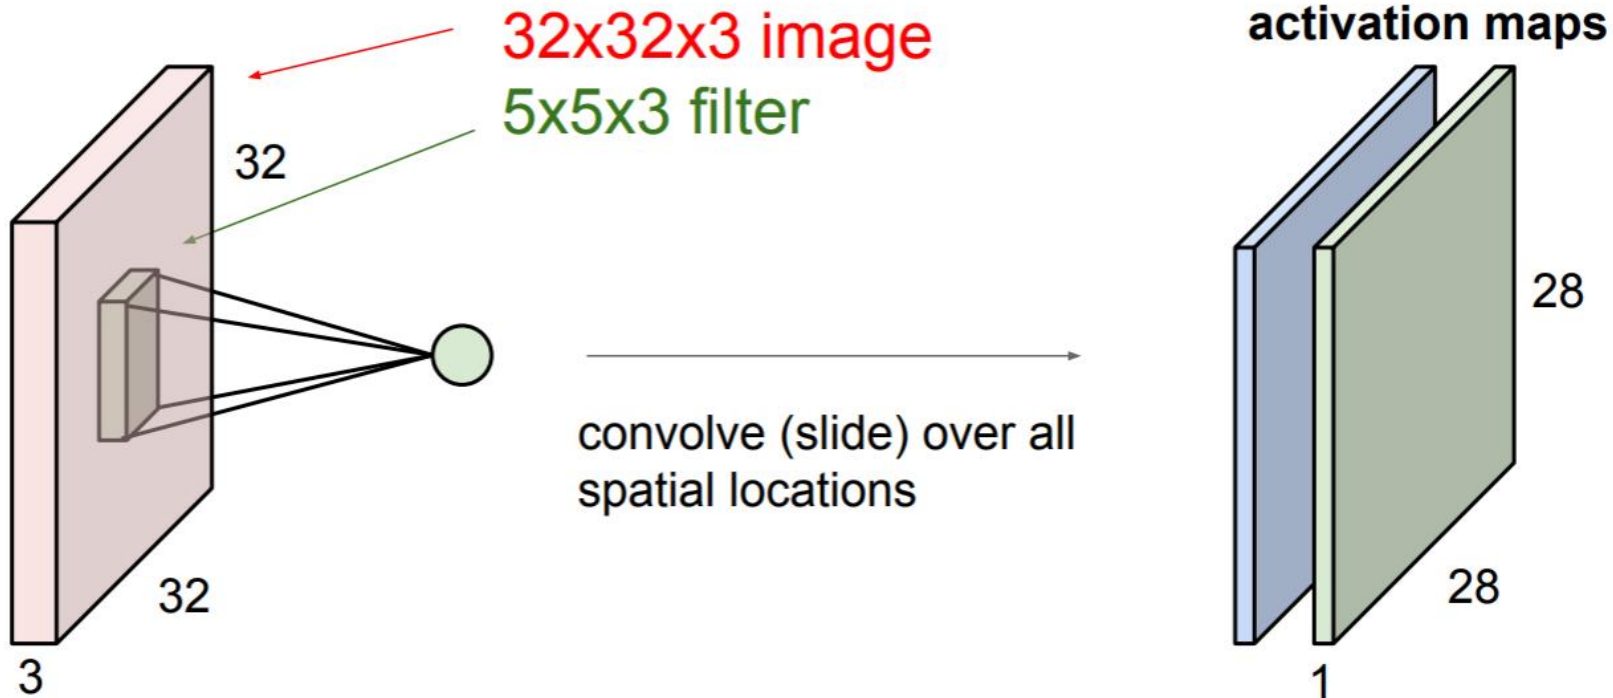 32x32x3 image
5x5x3 filter
32
32
3
convolve (slide) over all
spatial locations
activation maps
28
28
1